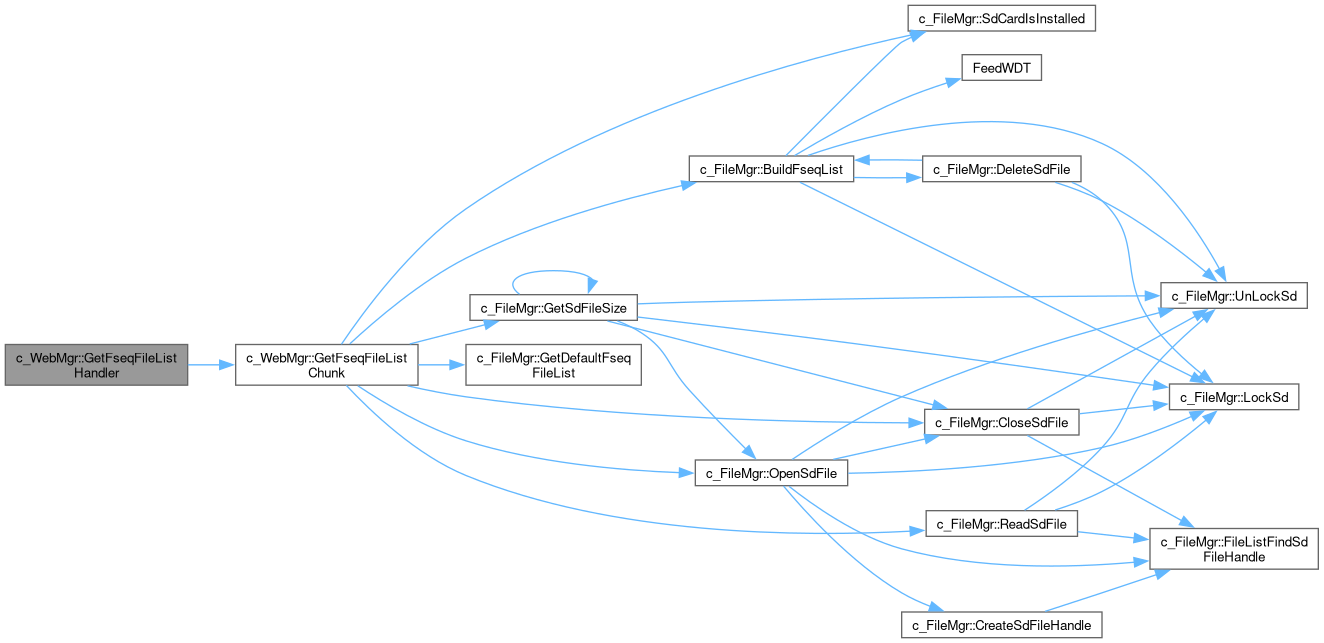 c_FileMgr::SdCardIsInstalled
FeedWDT
c_FileMgr::BuildFseqList
c_FileMgr::DeleteSdFile
c_FileMgr::GetSdFileSize
c_FileMgr::UnLockSd
c_WebMgr::GetFseqFileList
Handler
c_WebMgr::GetFseqFileList
Chunk
c_FileMgr::GetDefaultFseq
FileList
c_FileMgr::LockSd
c_FileMgr::CloseSdFile
c_FileMgr::OpenSdFile
c_FileMgr::ReadSdFile
c_FileMgr::FileListFindSd
FileHandle
c_FileMgr::CreateSdFileHandle